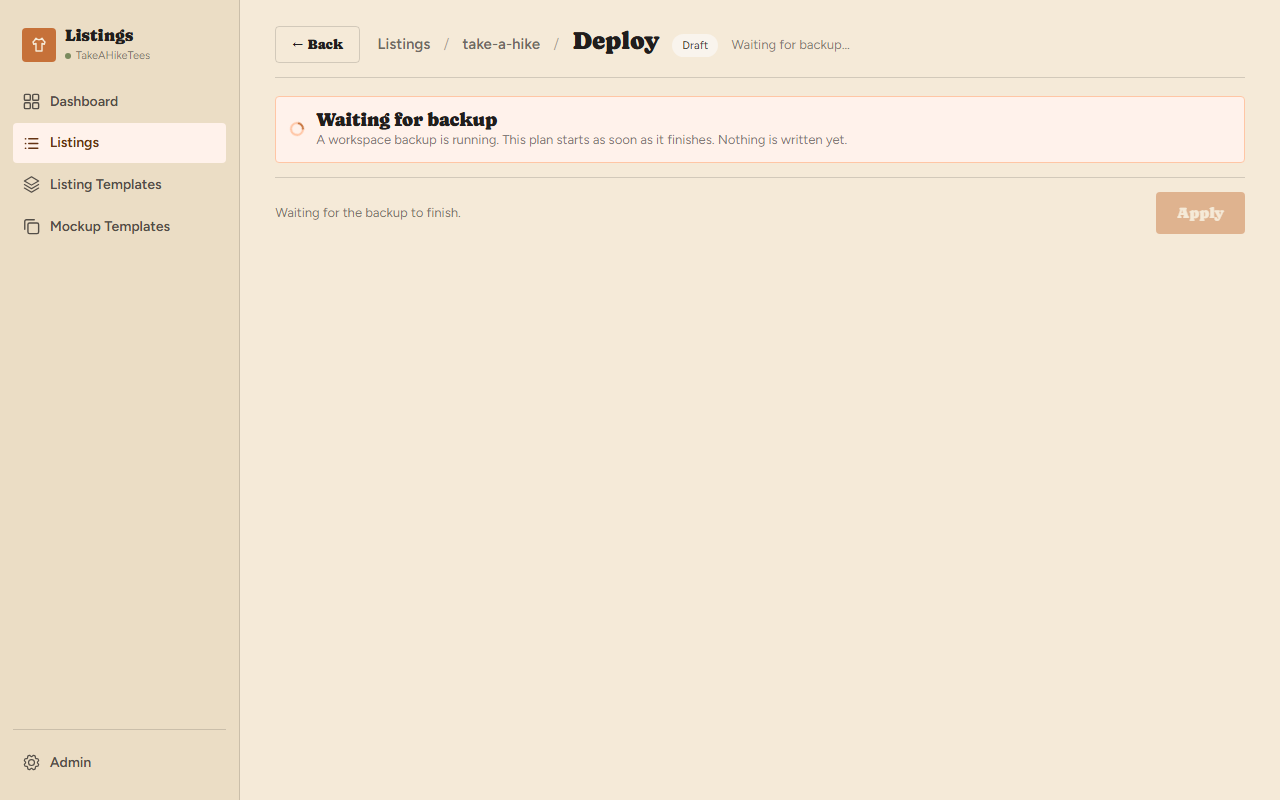 Listings
TakeAHikeTees
Dashboard
Listings
Listing Templates
Mockup Templates
Admin
← Back
Listings / take-a-hike / Deploy Draft Waiting for backup...
Waiting for backup
A workspace backup is running. This plan starts as soon as it finishes. Nothing is written yet.
Waiting for the backup to finish.
Apply